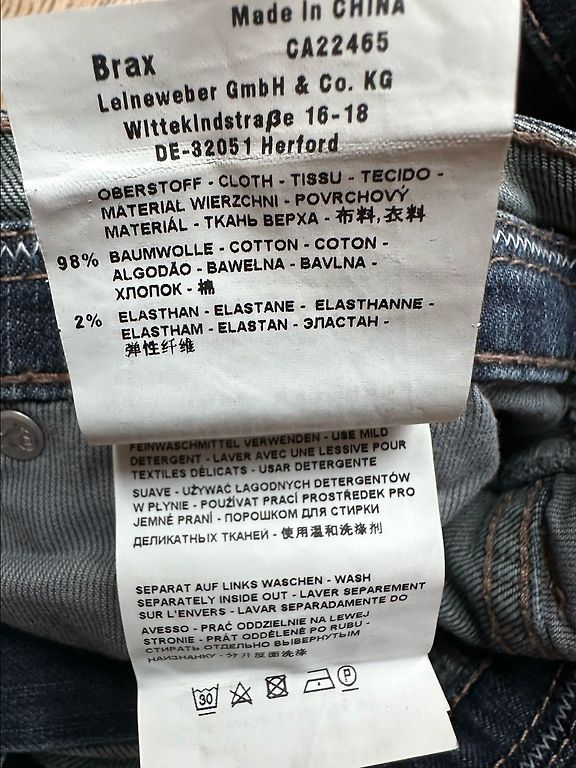 Made in CHINA
CA22465
Brax
Leineweber GmbH & Co. KG
Wittekindstraße 16-18
DE-32051 Herford
OBERSTOFF - CLOTH - TISSU - TECIDO -
MATERIAŁ WIERZCHNI - POVRCHOVÝ
MATERIÁL - ТКАНЬ ВЕРХА - 布料,衣料
98% BAUMWOLLE - COTTON - COTON -
ALGODÃO - BAWEŁNA - BAVLNA -
ХЛОПОК - 棉
2% ELASTHAN - ELASTANE - ELASTHANNE -
ELASTHAM - ELASTAN - ЭЛАСТАН -
弹性纤维
FEINWASCHMITTEL VERWENDEN - USE MILD
DETERGENT - LAVER AVEC UNE LESSIVE POUR
TEXTILES DÉLICATS - USAR DETERGENTE
SUAVE - UŻYWAĆ ŁAGODNYCH DETERGENTÓW
W PŁYNIE - POUŽÍVAT PRACÍ PROSTŘEDEK PRO
JEMNÉ PRANÍ - ПОРОШКОМ ДЛЯ СТИРКИ
ДЕЛИКАТНЫХ ТКАНЕЙ - 使用温和洗涤剂
SEPARAT AUF LINKS WASCHEN - WASH
SEPARATELY INSIDE OUT - LAVER SEPAREMENT
SUR L'ENVERS - LAVAR SEPARADAMENTE DO
AVESSO - PRAĆ ODDZIELNIE NA LEWEJ
STRONIE - PRÁT ODDĚLENĚ PO RUBU -
СТИРАТЬ ОТДЕЛЬНО ВЫВЕРНУТЫМ
НАИЗНАНКУ - 分开反面洗涤
30 P